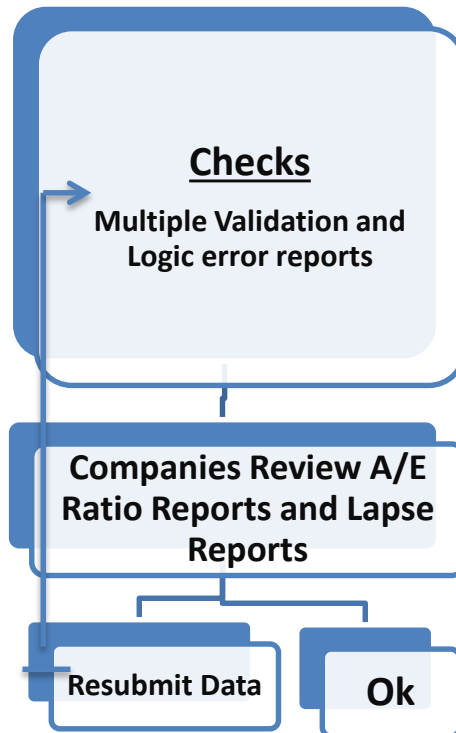 Checks
Multiple Validation and
Logic error reports
Companies Review A/E
Ratio Reports and Lapse
Reports
Resubmit Data
Ok